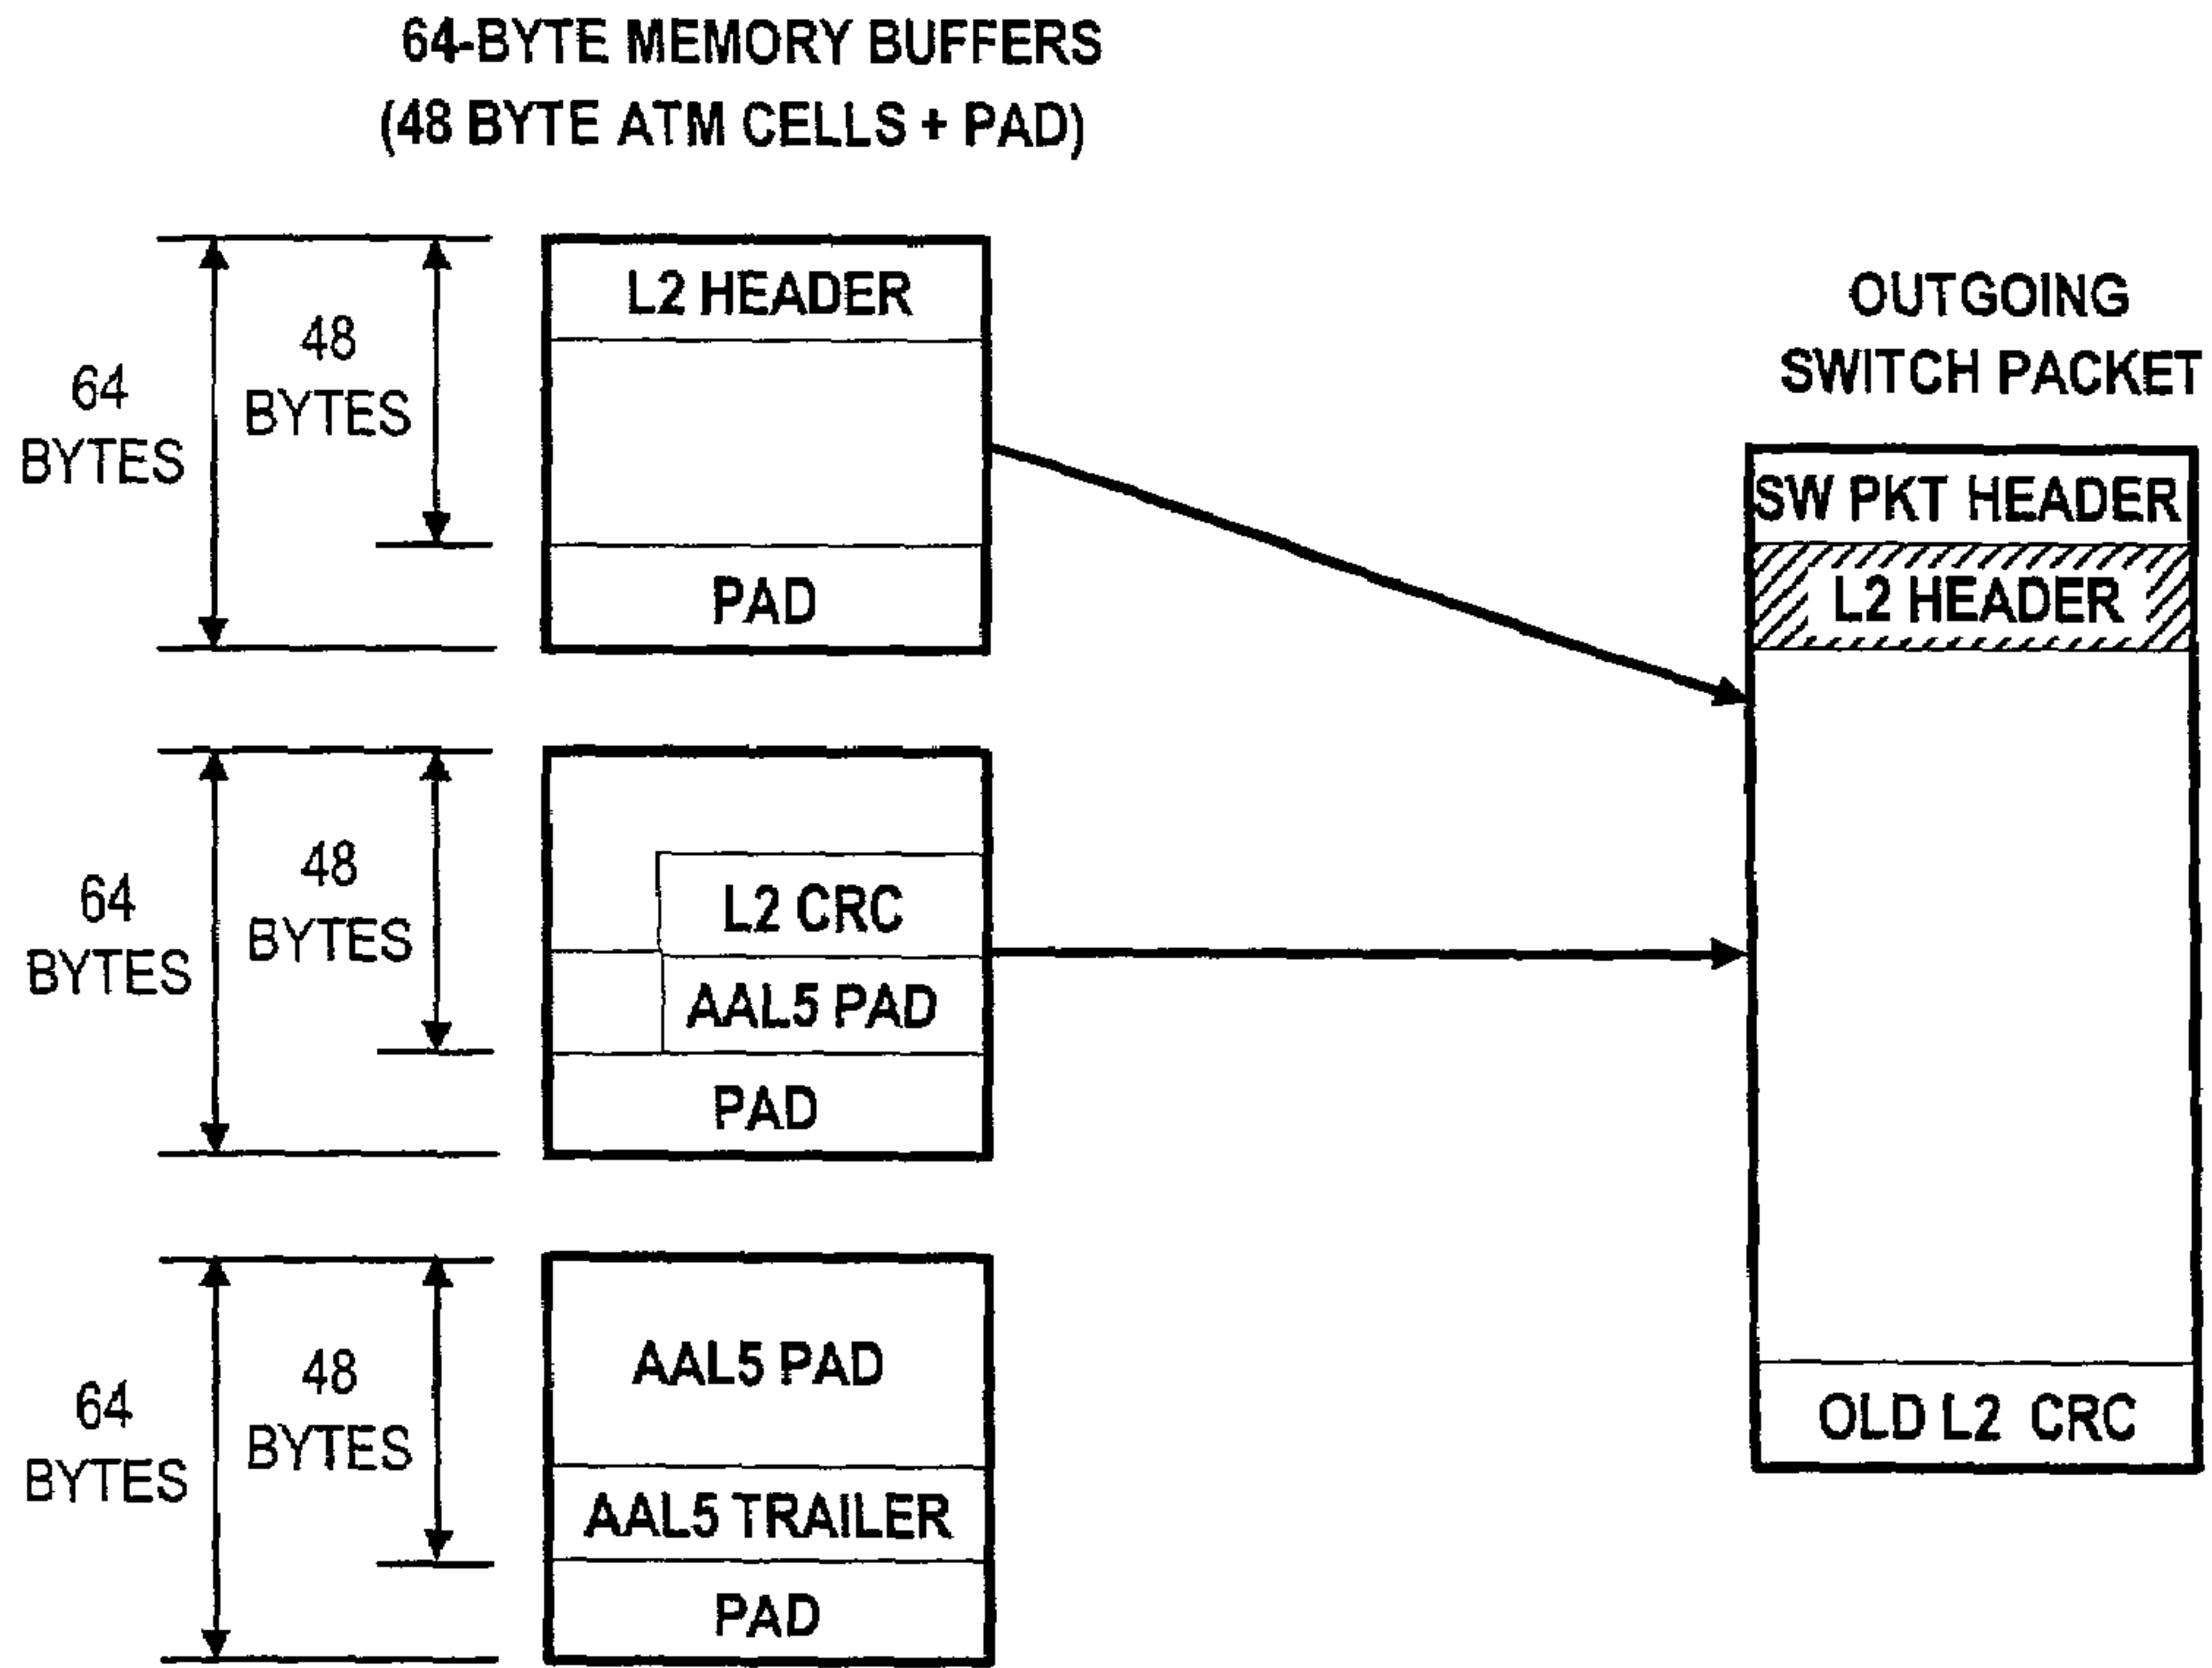 64-BYTE MEMORY BUFFERS
(48 BYTE ATM CELLS + PAD)
64
BYTES
48
BYTES
L2 HEADER
PAD
64
BYTES
48
BYTES
L2 CRC
AAL5 PAD
PAD
64
BYTES
48
BYTES
AAL5 PAD
AAL5 TRAILER
PAD
OUTGOING
SWITCH PACKET
SW PKT HEADER
L2 HEADER
OLD L2 CRC